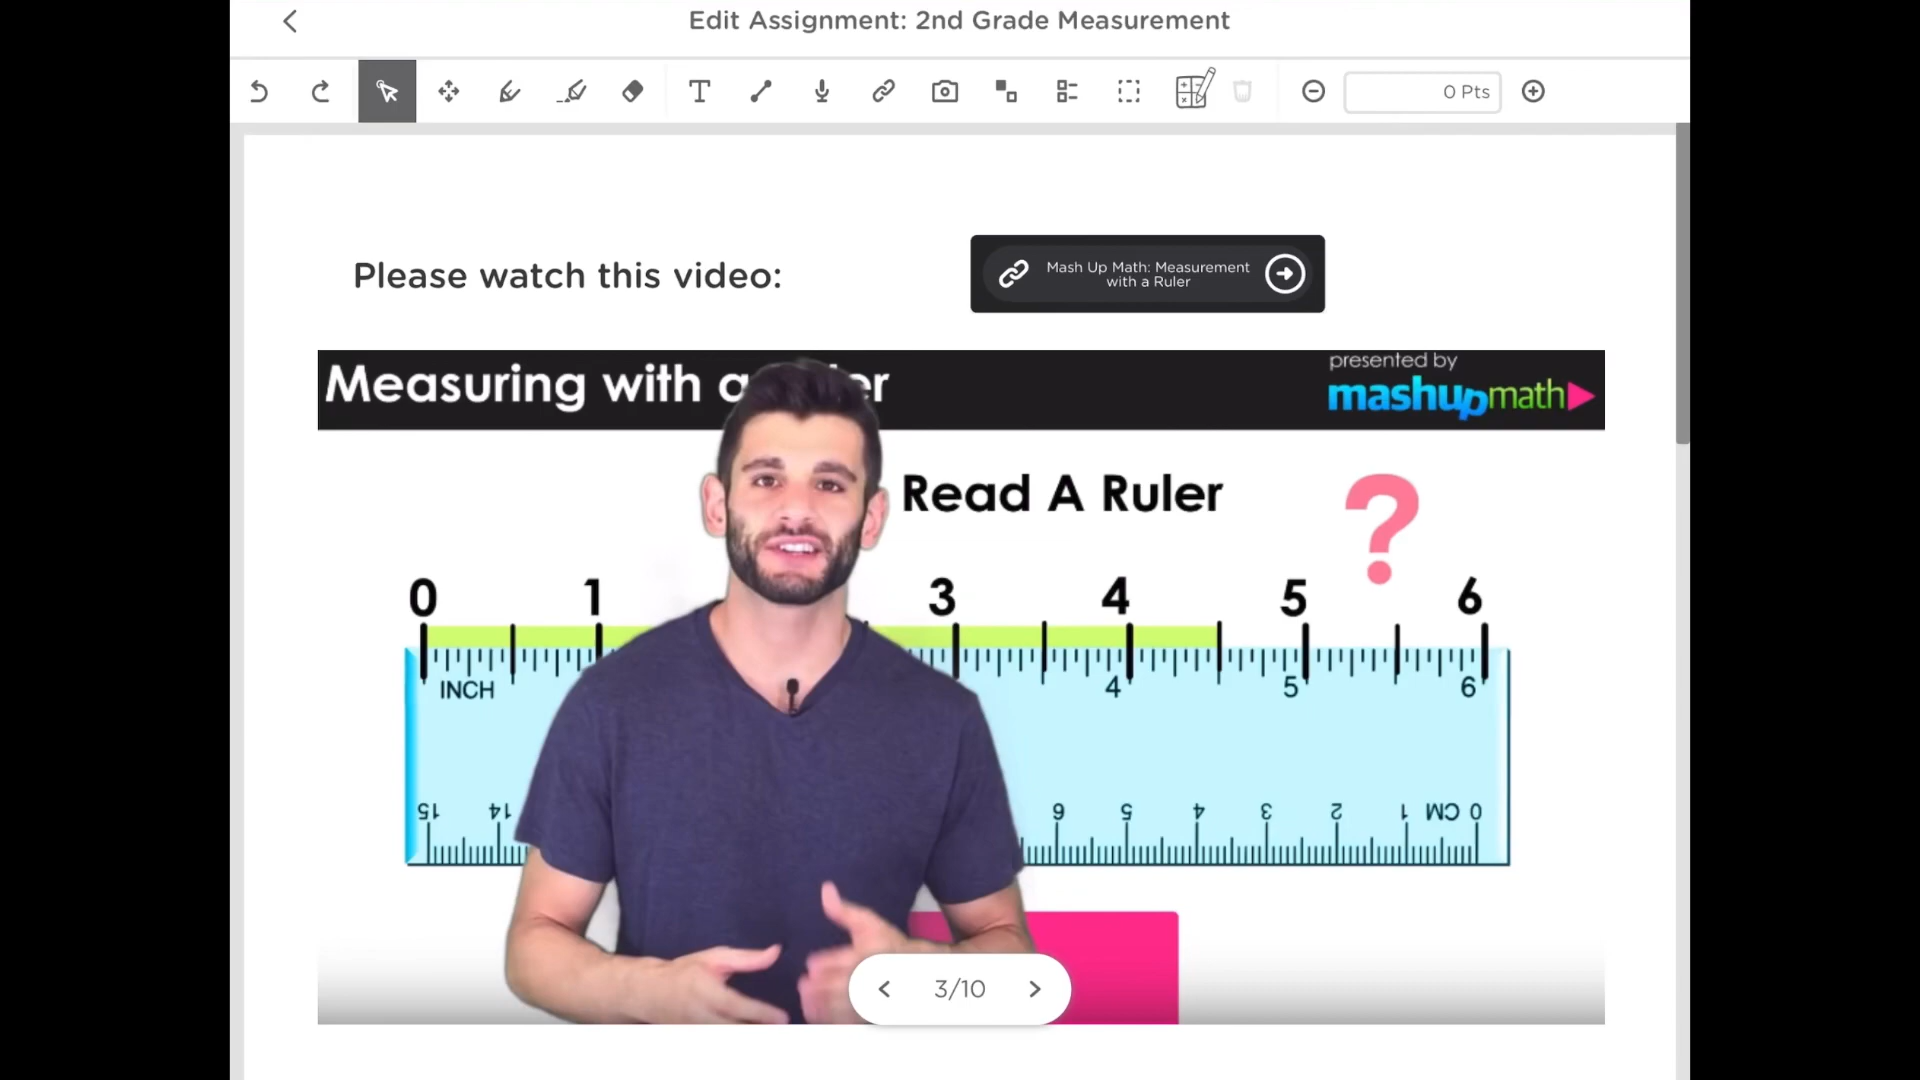 Edit Assignment: 2nd Grade Measurement
0 Pts
Please watch this video:
Mash Up Math: Measurement
with a Ruler
Measuring with a
presented by
mashupmath
Read A Ruler
?
0 1 3 4 5 6
INCH 4 5 6
15 14 6 5 4 3 2 1 CM 0
3/10